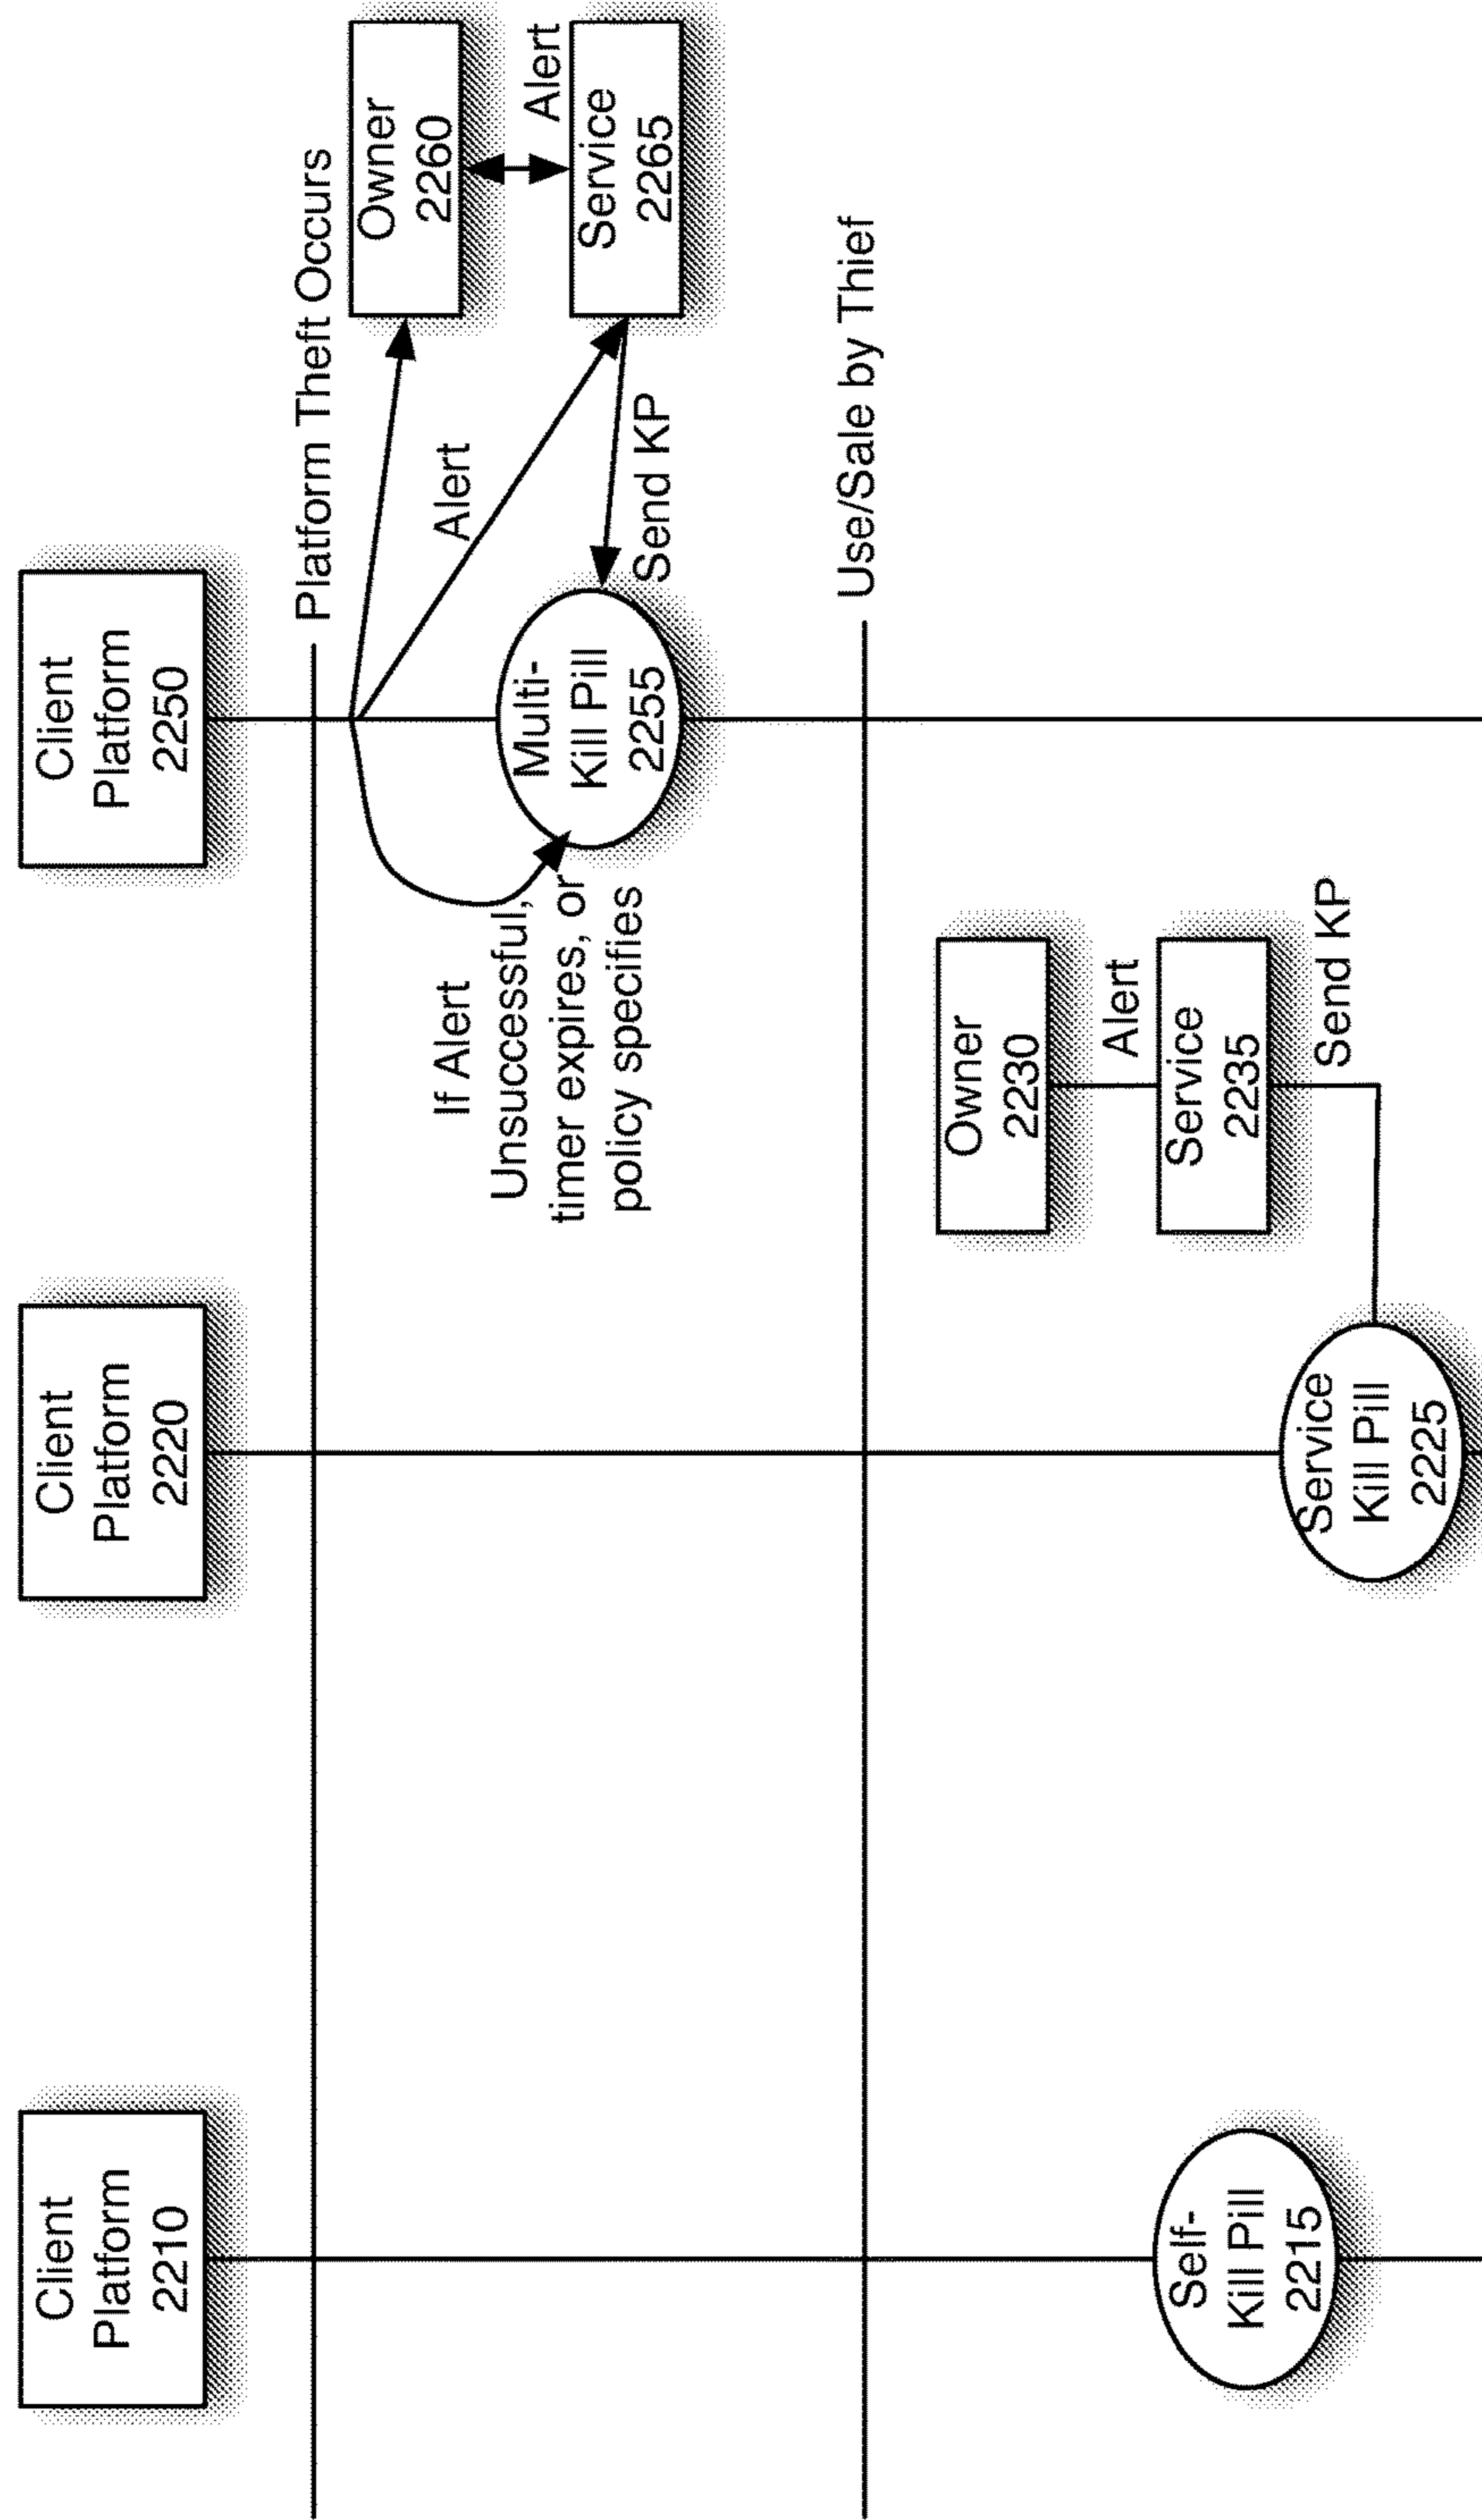 Client
Platform
2210
Client
Platform
2220
Client
Platform
2250
Platform Theft Occurs
Owner
2260
Alert
Service
2265
Alert
Send KP
If Alert
Unsuccessful,
timer expires, or
policy specifies
Multi-
Kill Pill
2255
Use/Sale by Thief
Owner
2230
Alert
Service
2235
Send KP
Self-
Kill Pill
2215
Service
Kill Pill
2225